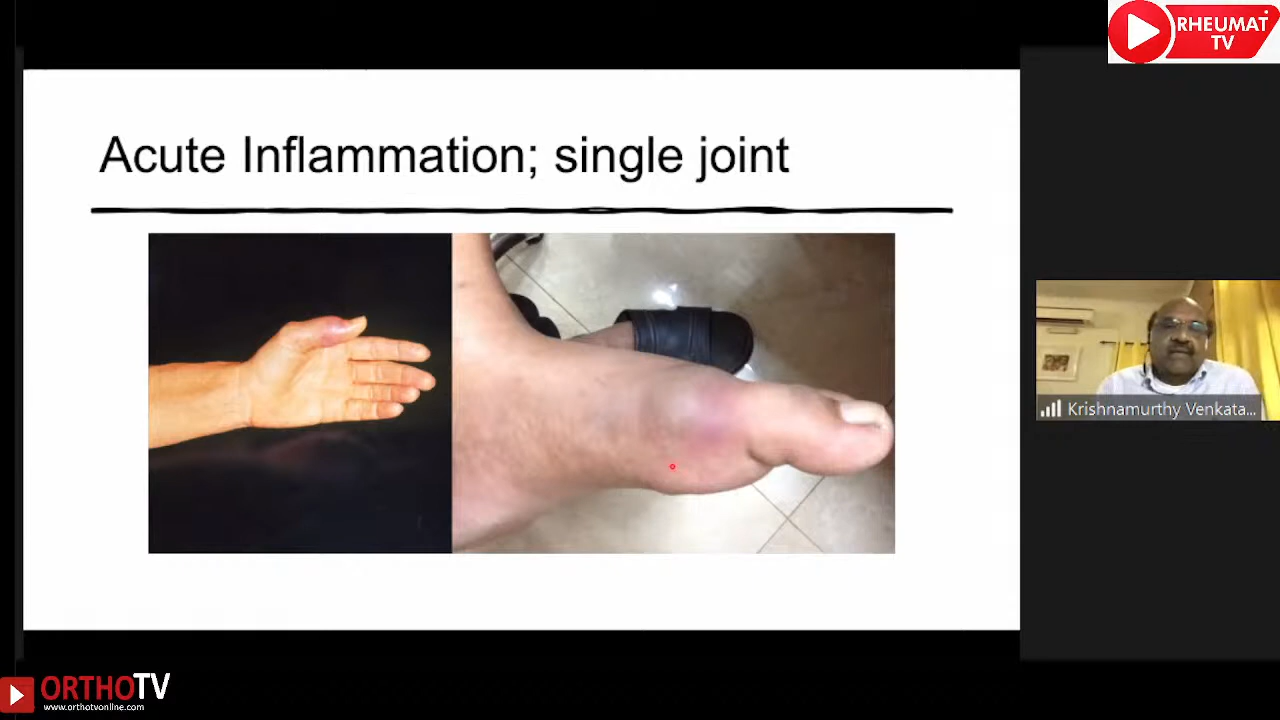 RHEUMAT
TV
Acute Inflammation; single joint
Krishnamurthy Venkata...
ORTHOTV
www.orthotvonline.com